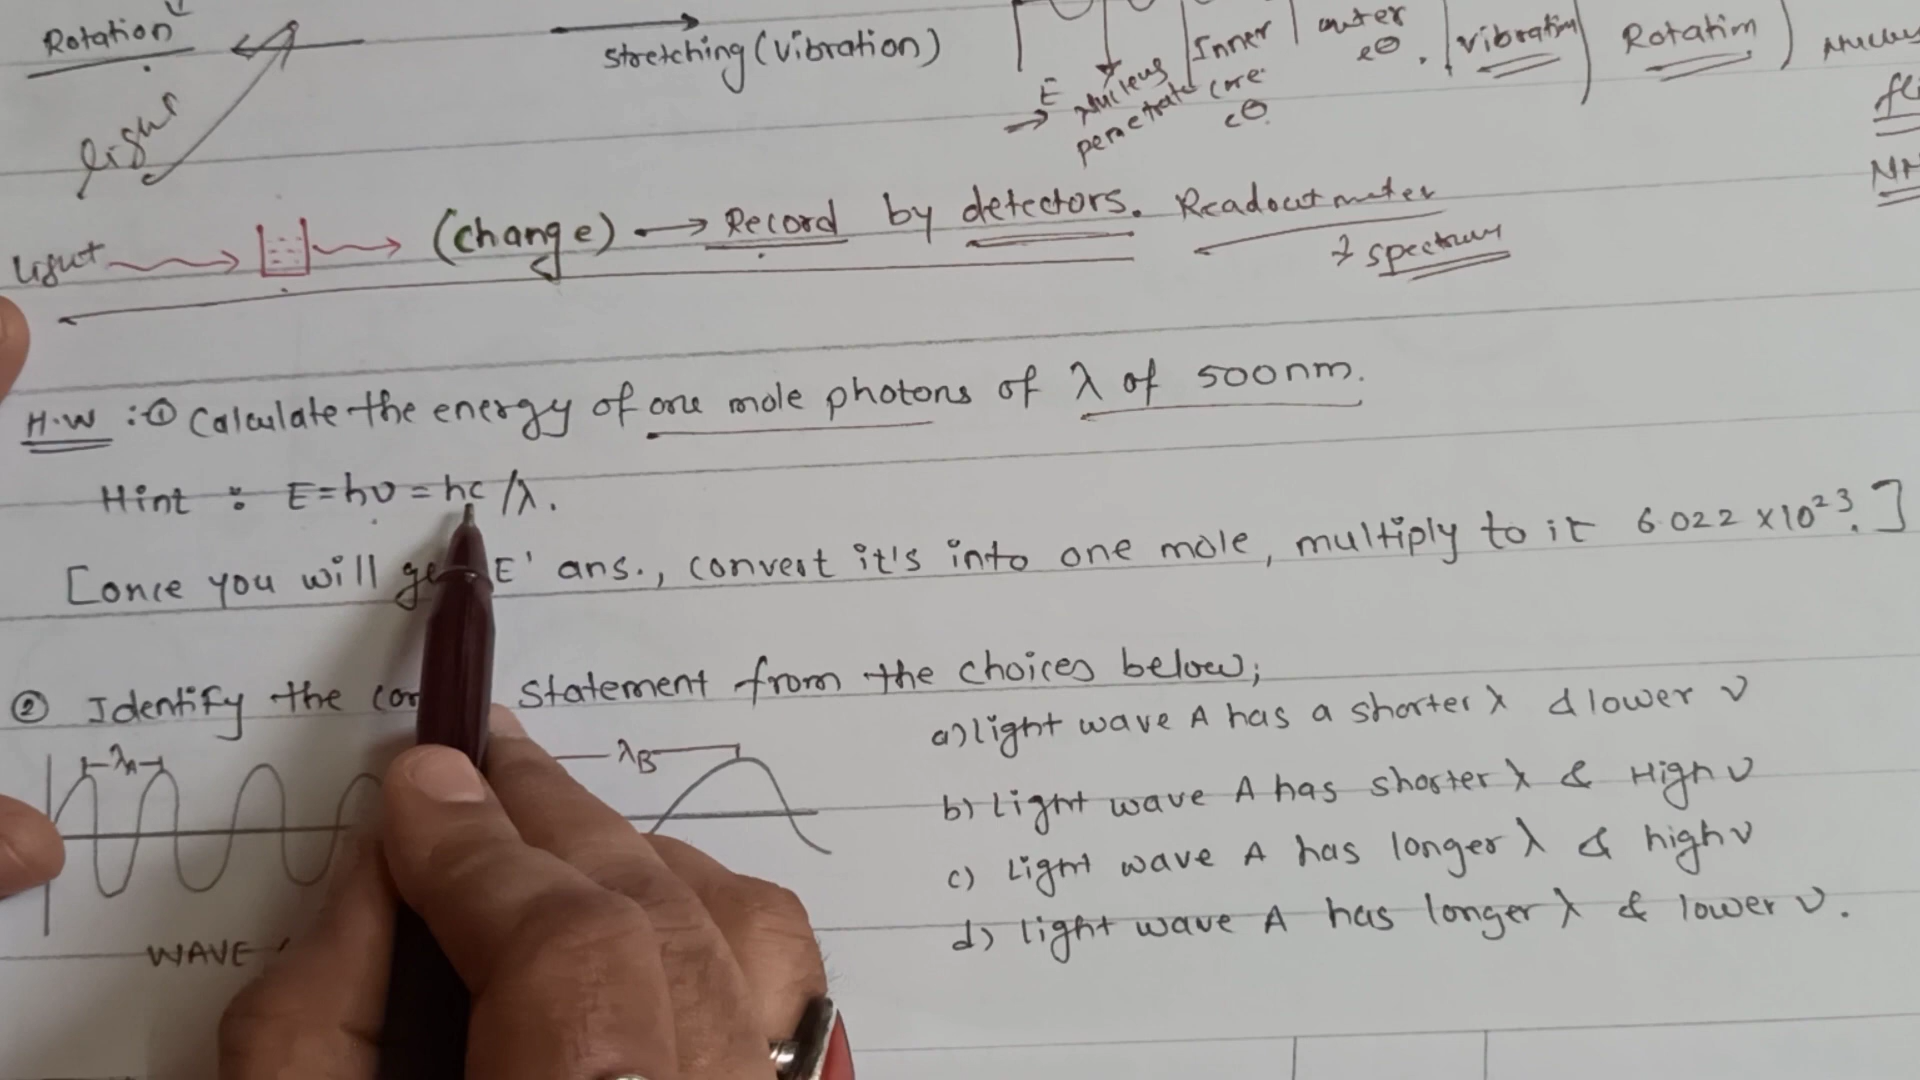 Rotation
light
stretching (vibration)
E
Nucleus
penetrate
Inner
core
e⊖
outer
e⊖
vibration
Rotation
light
(change) → Record by detectors. Readout meter
& spectrum
H.W :① Calculate the energy of one mole photons of λ of 500nm.
Hint : E=hν = hc/λ.
[once you will E' ans., convert it's into one mole, multiply to it 6.022 ×10²³.]
② Identify the statement from the choices below;
λA
λB
WAVE
a) light wave A has a shorter λ & lower ν
b) Light wave A has shorter λ & High ν
c) Light wave A has longer λ & high ν
d) light wave A has longer λ & lower ν.